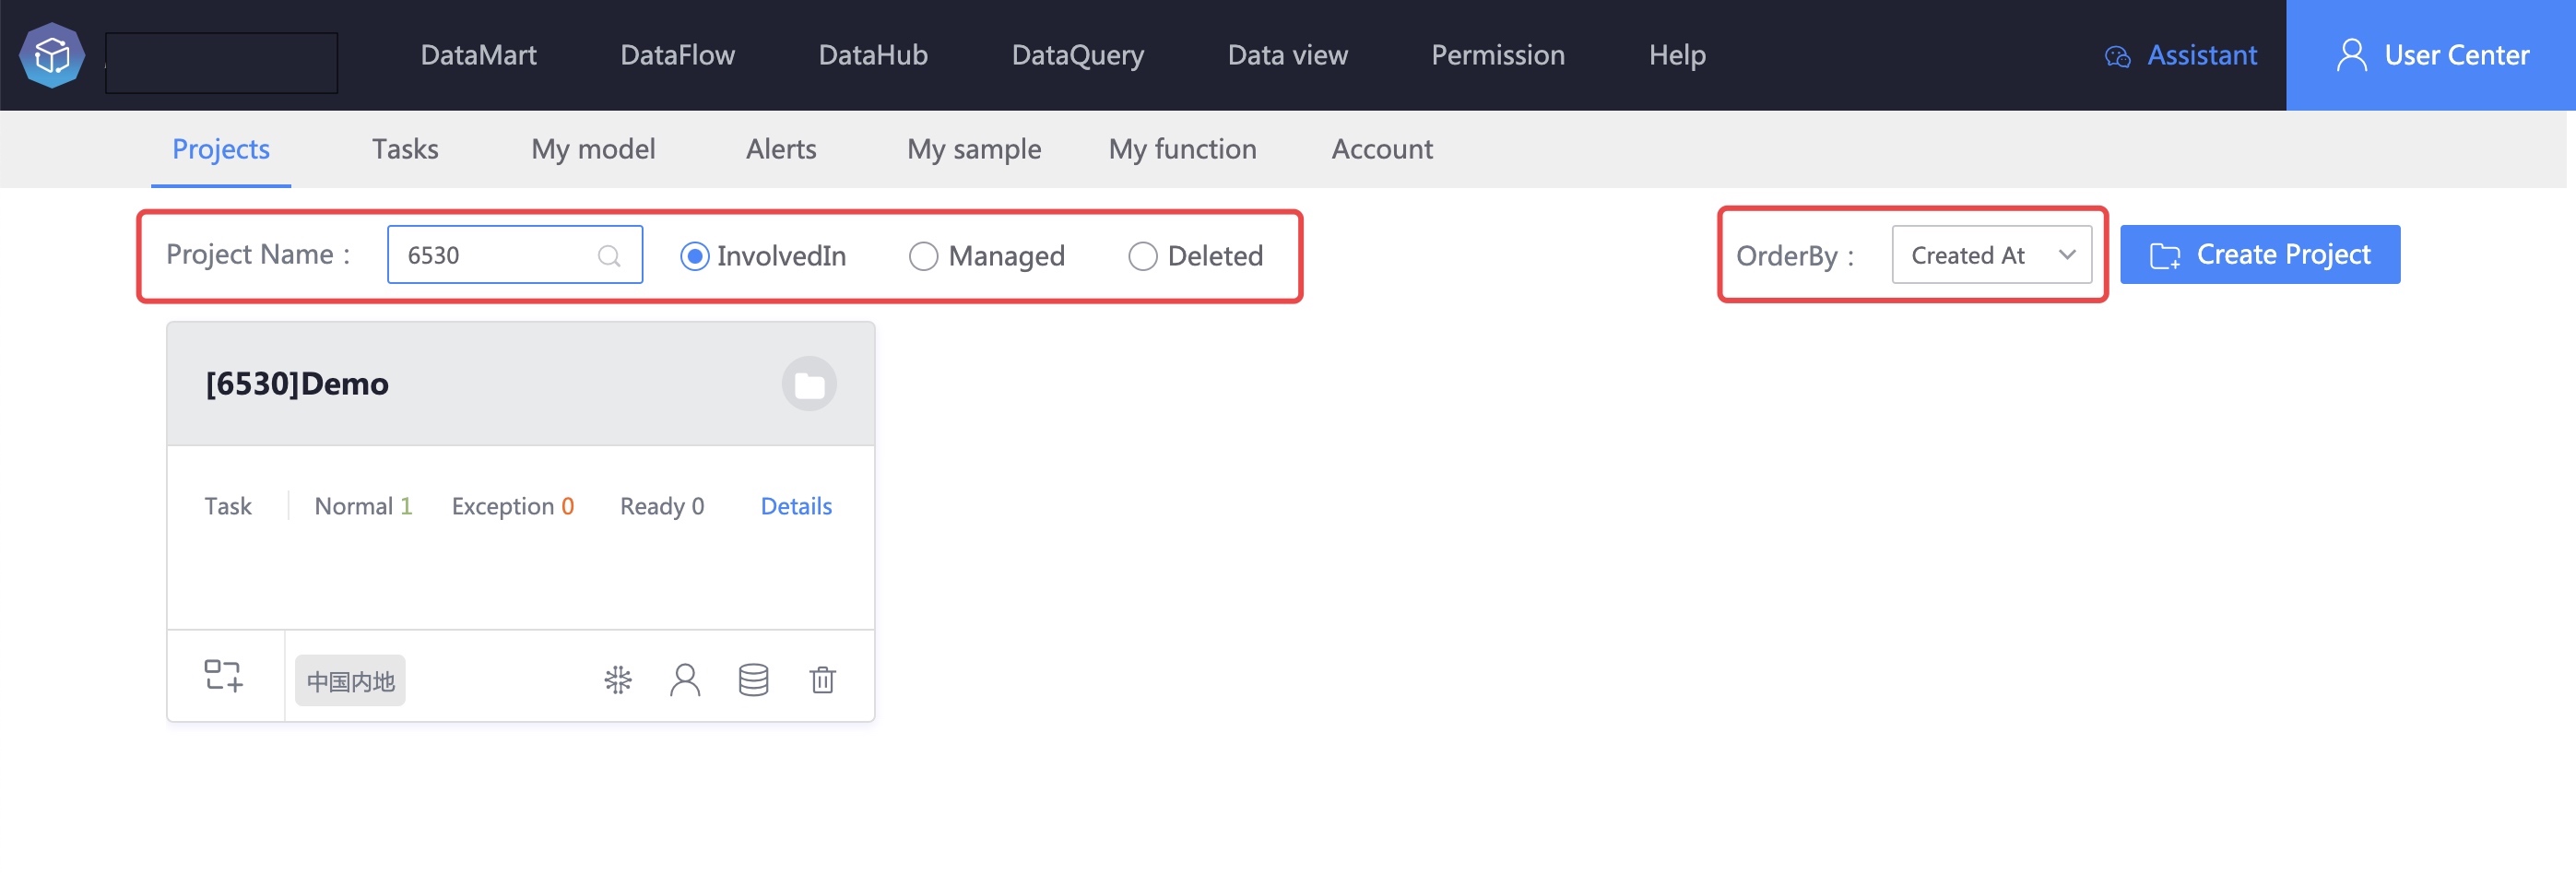 DataMart DataFlow DataHub DataQuery Data view Permission Help Assistant User Center
Projects Tasks My model Alerts My sample My function Account
Project Name : 6530 InvolvedIn Managed Deleted OrderBy : Created At Create Project
[6530]Demo
Task Normal 1 Exception 0 Ready 0 Details
中国内地